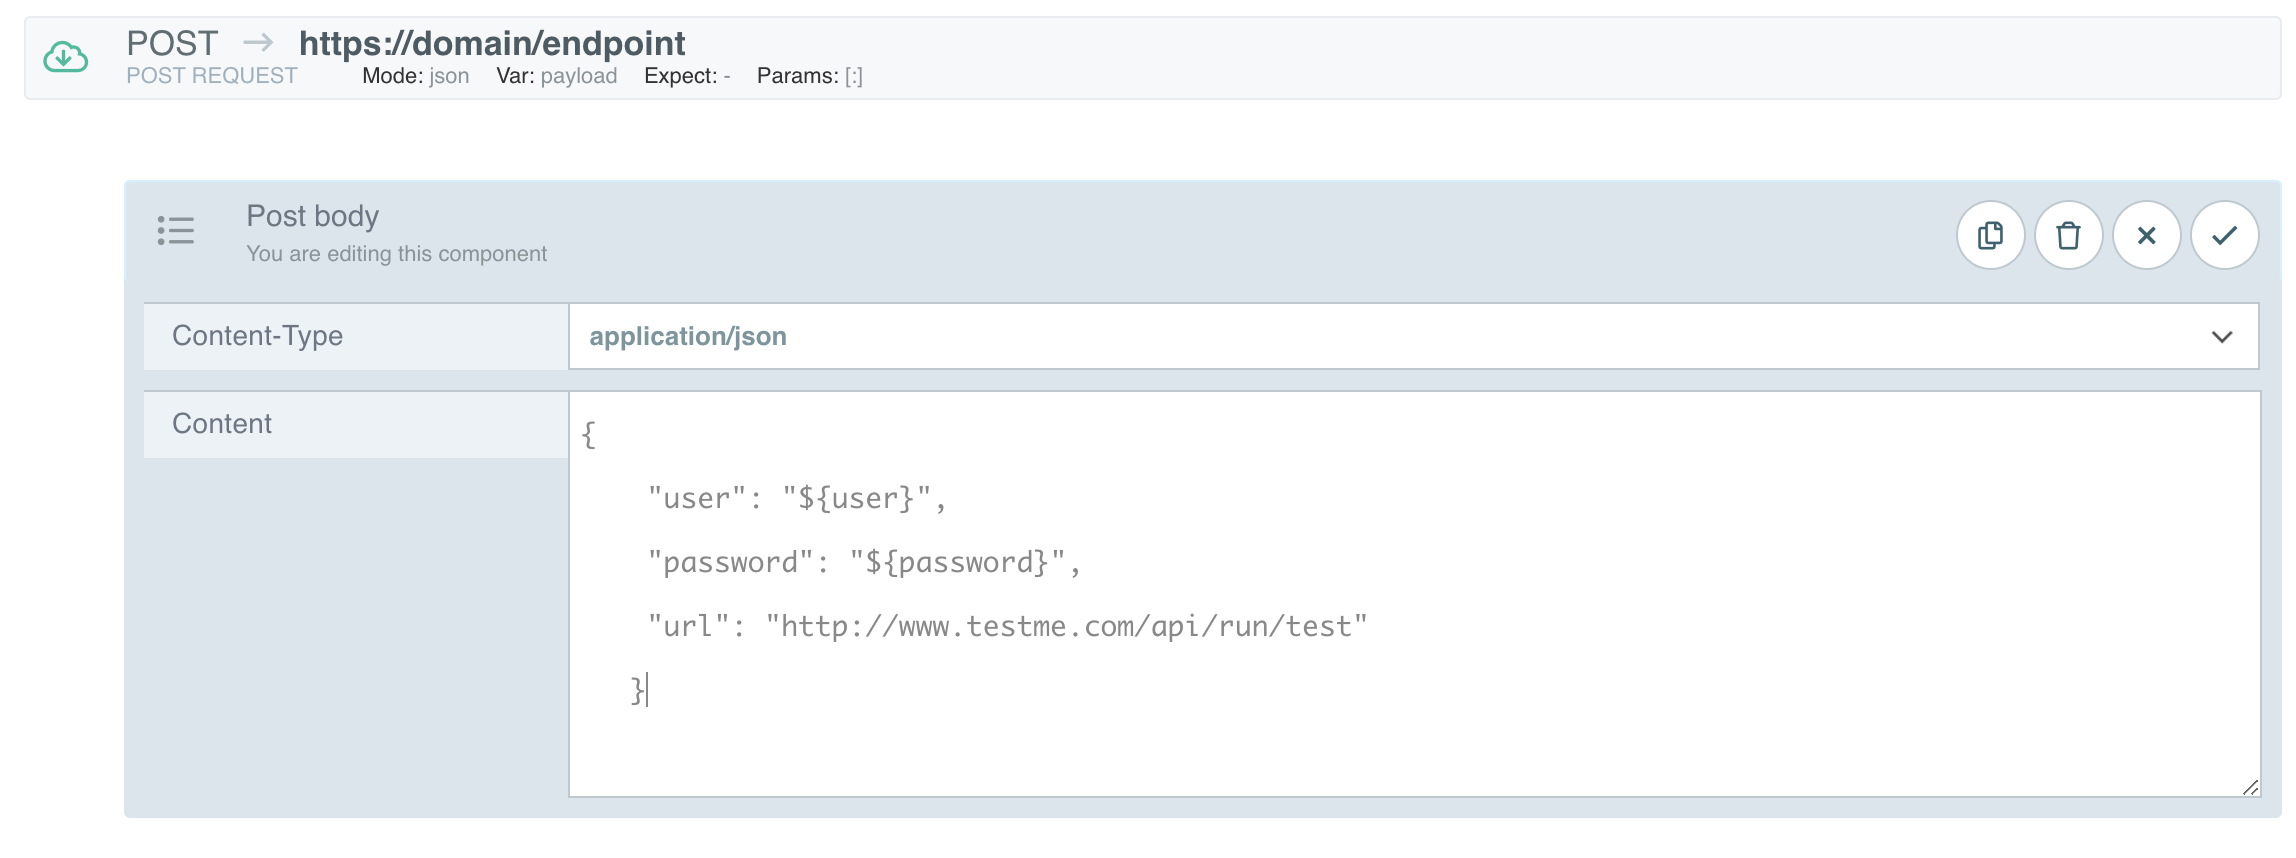 POST → https://domain/endpoint
POST REQUEST Mode: json Var: payload Expect: - Params: [:]
Post body
You are editing this component
Content-Type application/json
Content
{
"user": "${user}",
"password": "${password}",
"url": "http://www.testme.com/api/run/test"
}